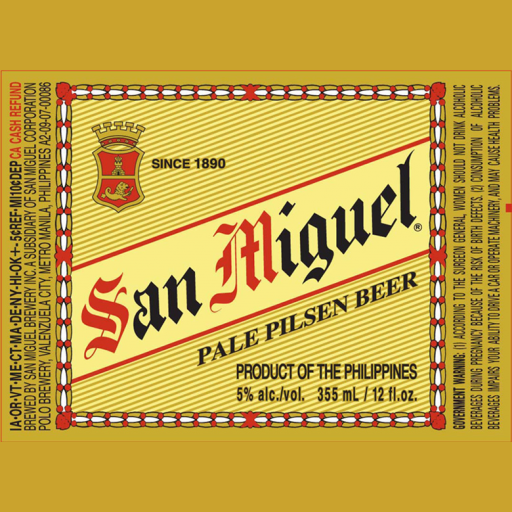 IA-OR-VT-ME-CT-MA-DE-NY-HI-OK-+-5¢REF-MI10¢DEP CA CASH REFUND
BREWED BY SAN MIGUEL BREWERY INC. A SUBSIDIARY OF SAN MIGUEL CORPORATION
POLO BREWERY, VALENZUELA CITY, METRO MANILA, PHILIPPINES A2-09-07-00086
SINCE 1890
San Miguel®
PALE PILSEN BEER
PRODUCT OF THE PHILIPPINES
5% alc./vol. 355 mL / 12 fl.oz.
GOVERNMENT WARNING: (1) ACCORDING TO THE SURGEON GENERAL, WOMEN SHOULD NOT DRINK ALCOHOLIC
BEVERAGES DURING PREGNANCY BECAUSE OF THE RISK OF BIRTH DEFECTS. (2) CONSUMPTION OF ALCOHOLIC
BEVERAGES IMPAIRS YOUR ABILITY TO DRIVE A CAR OR OPERATE MACHINERY, AND MAY CAUSE HEALTH PROBLEMS.